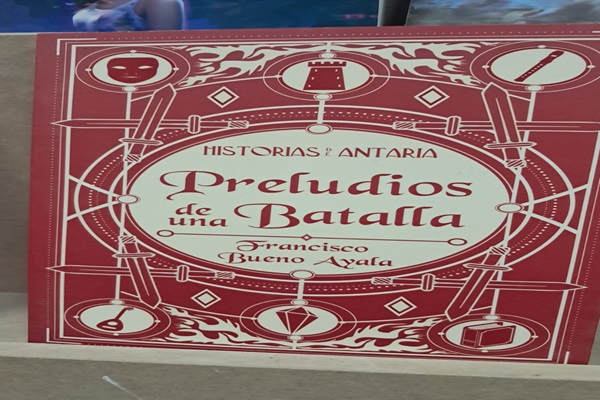 HISTORIAS DE ANTARIA
Preludios
de una Batalla
Francisco
Bueno Ayala